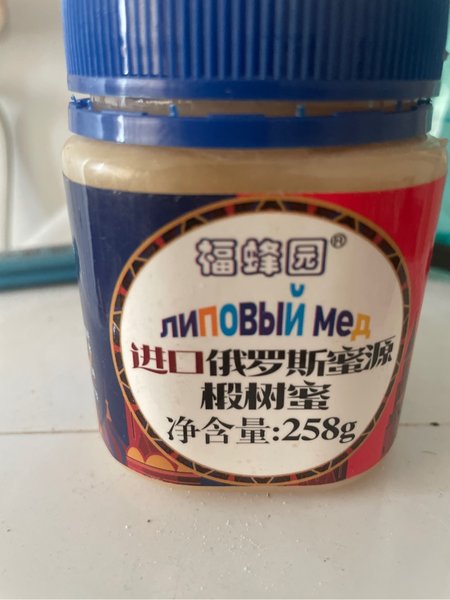 福蜂园®
липовый мед
进口俄罗斯蜜源
椴树蜜
净含量:258g